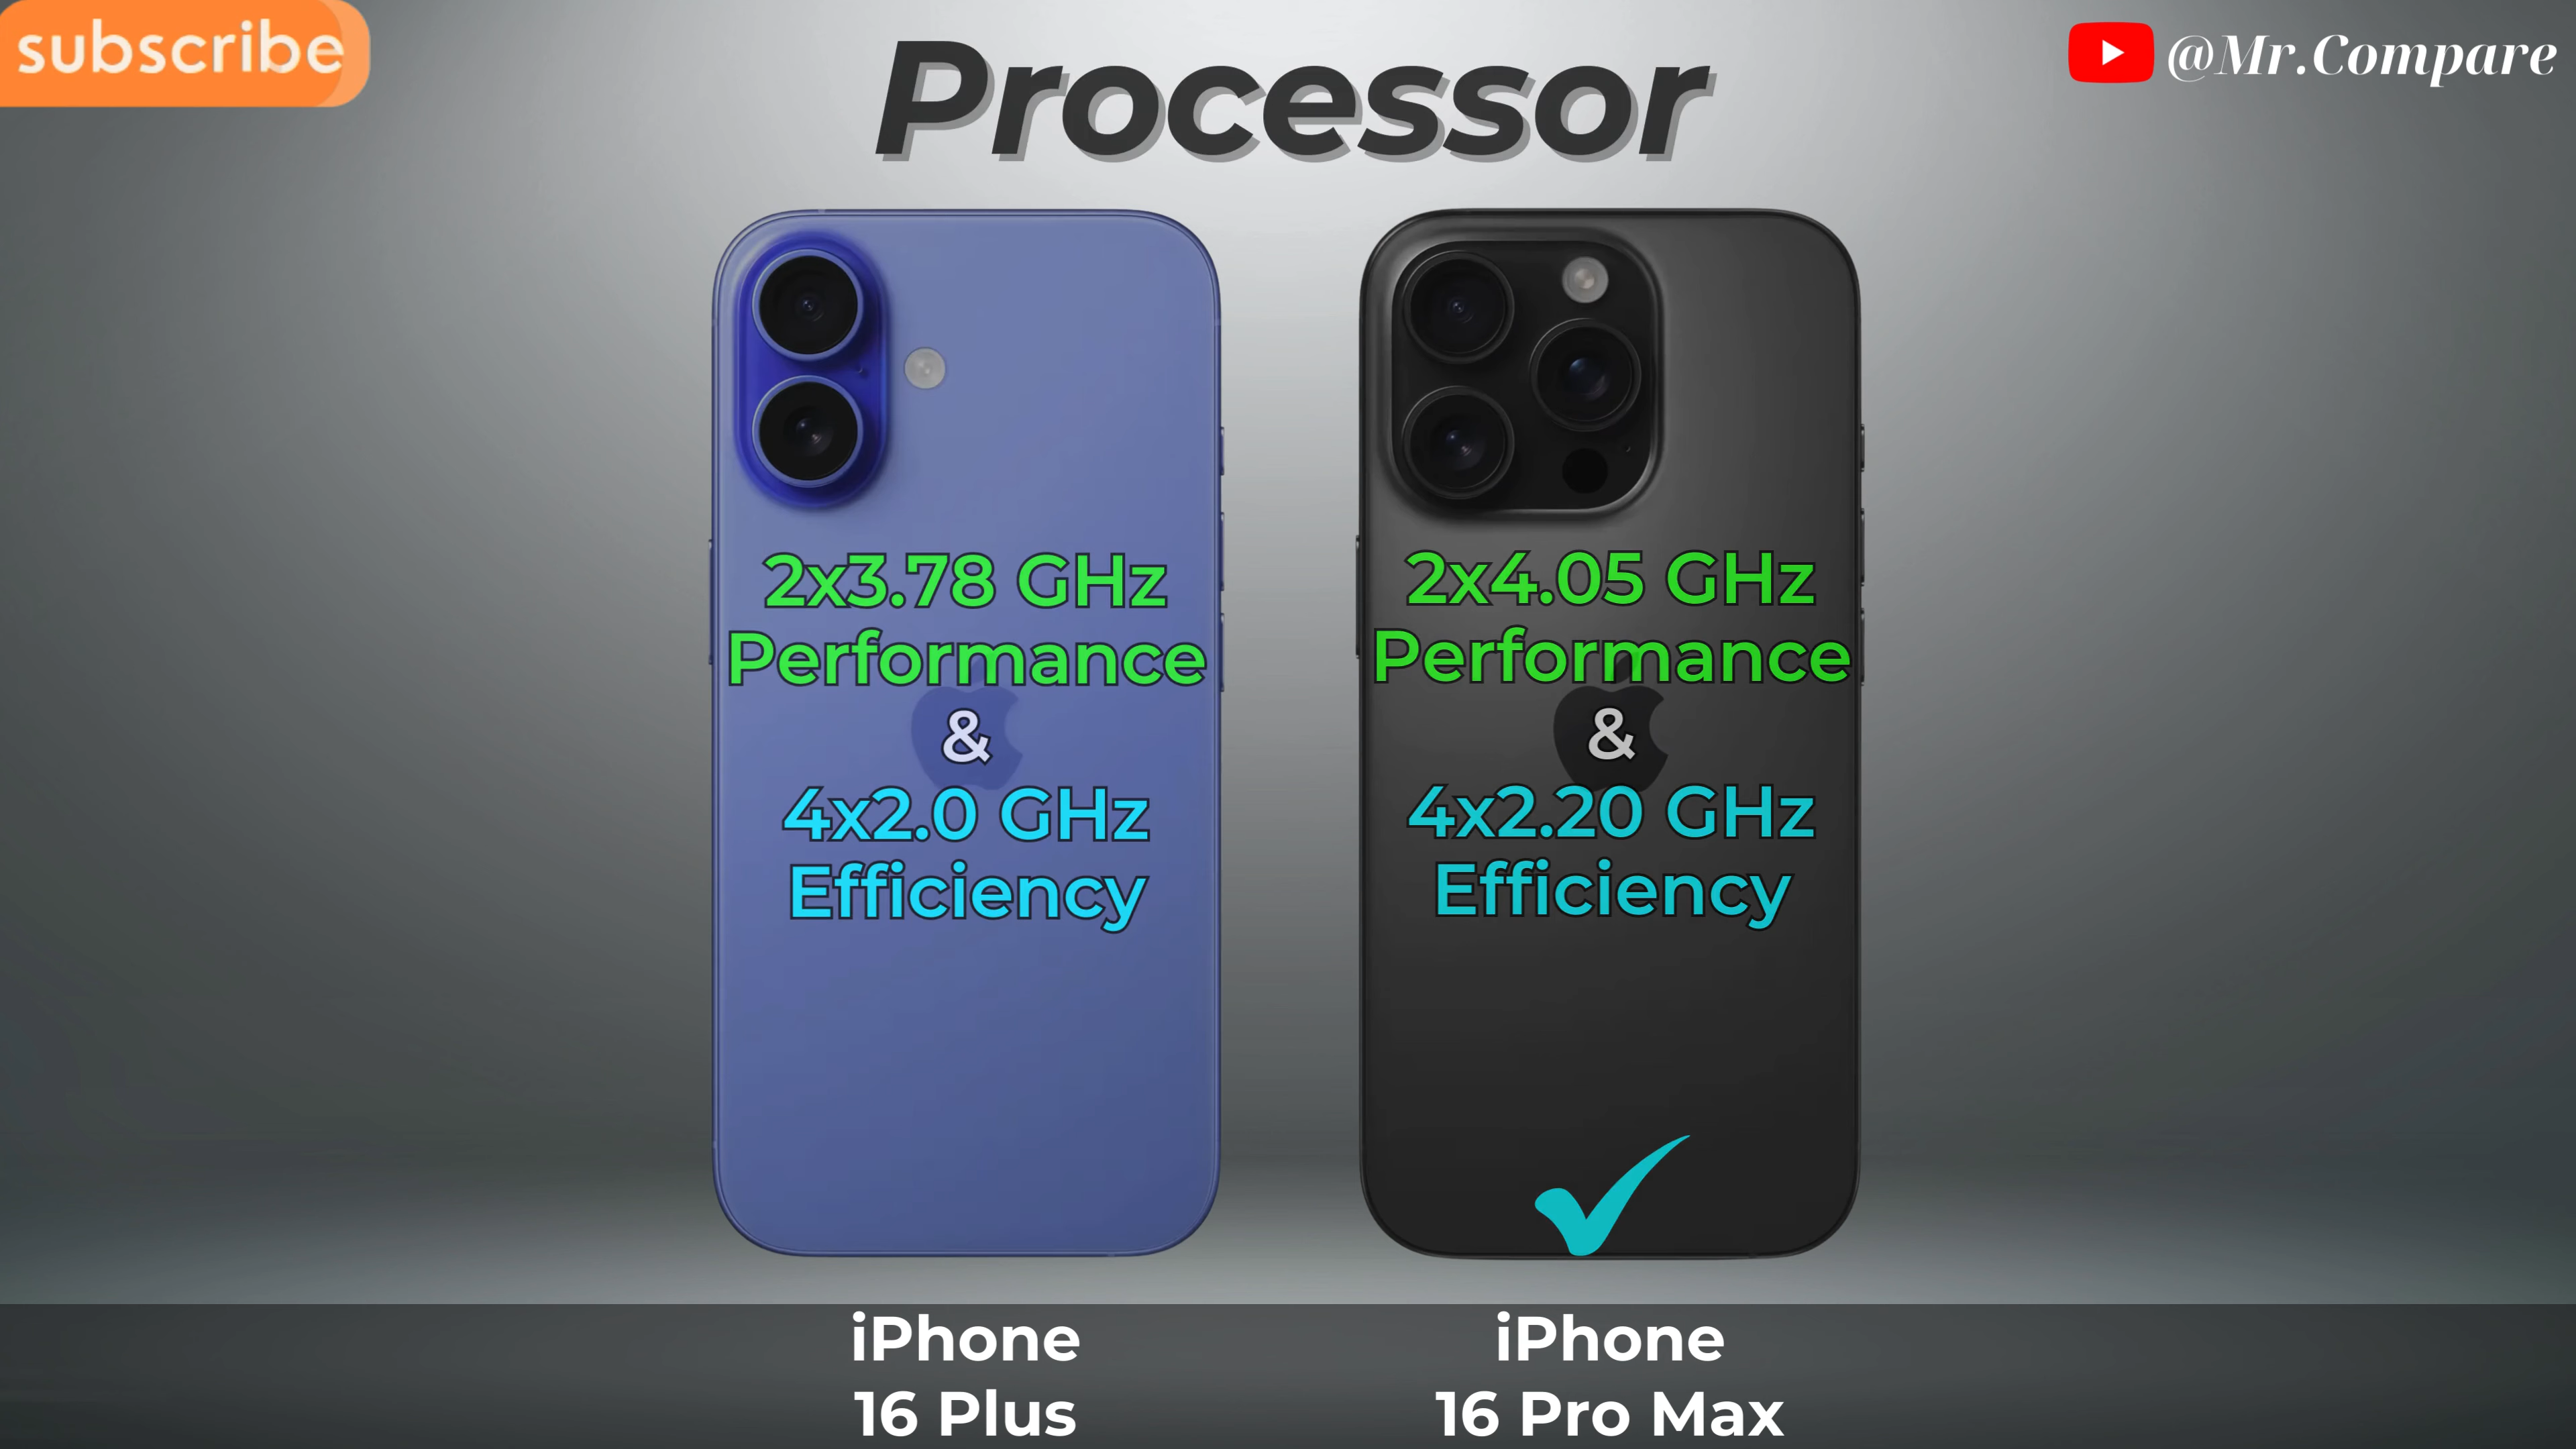 subscribe
@Mr.Compare
Processor
2x3.78 GHz
Performance
&
4x2.0 GHz
Efficiency
2x4.05 GHz
Performance
&
4x2.20 GHz
Efficiency
iPhone
16 Plus
iPhone
16 Pro Max